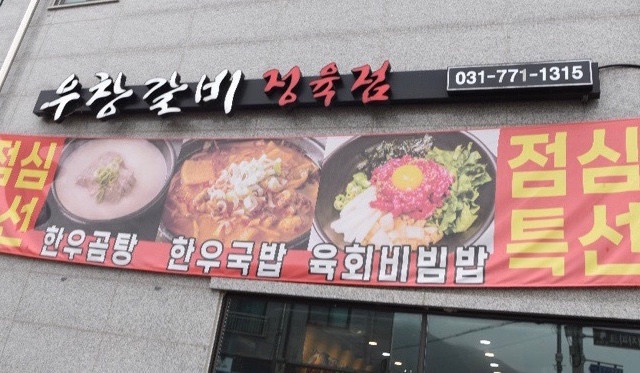 우창갈비 정육점 031-771-1315
점심
특선
한우곰탕 한우국밥 육회비빔밥
점심
특선